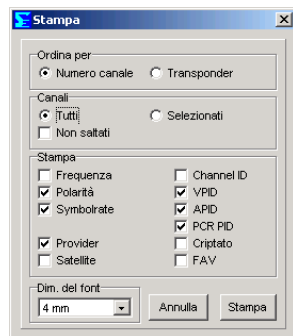 Stampa
Ordina per
Numero canale Transponder
Canali
Tutti Selezionati
Non saltati
Stampa
Frequenza Channel ID
Polarità VPID
Symbolrate APID
PCR PID
Provider Criptato
Satellite FAV
Dim. del font
4 mm Annulla Stampa